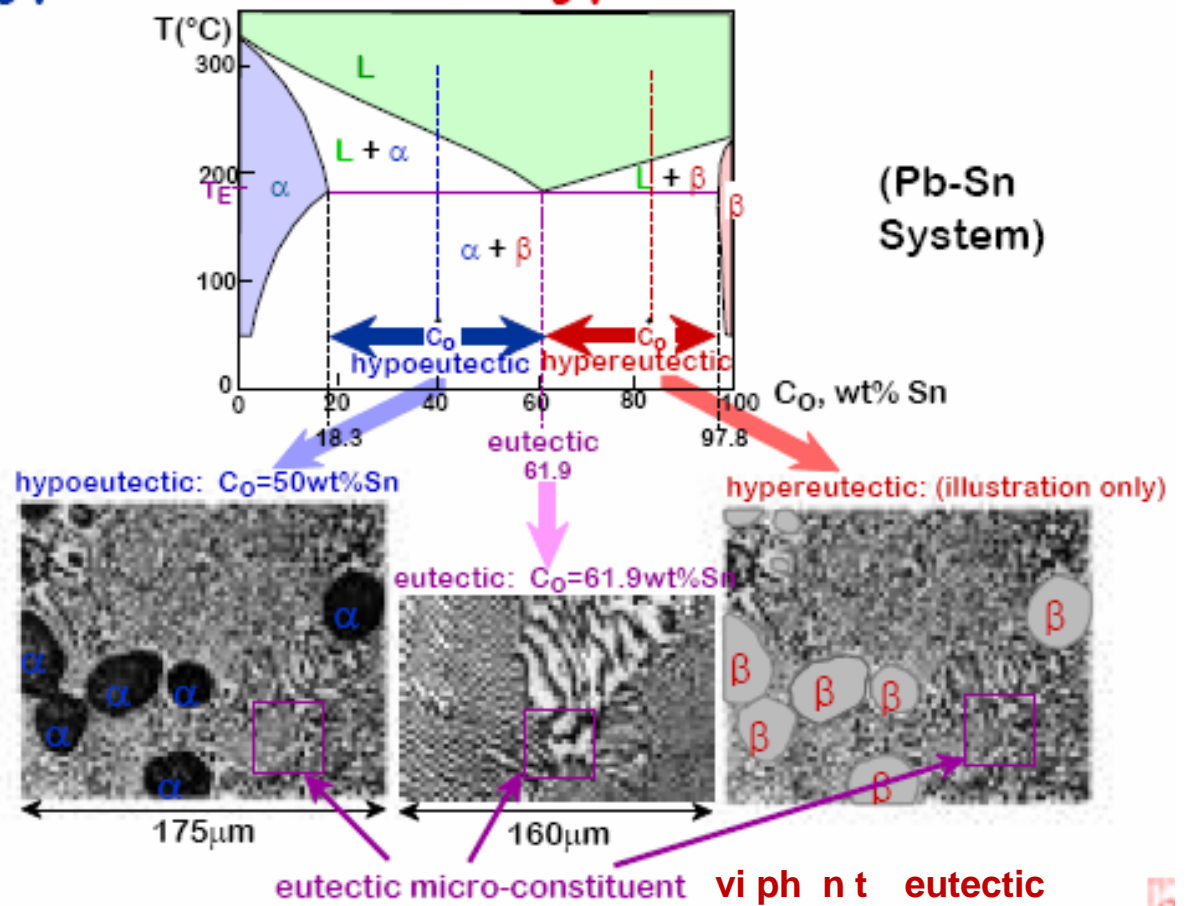 T(°C)
300
L
L + α
200
TE
α
L + β
β
(Pb-Sn
System)
α + β
100
Co
Co
hypoeutectic
hypereutectic
0
0
20
40
60
80
100
Co, wt% Sn
18.3
eutectic
61.9
97.8
hypoeutectic: Co=50wt%Sn
hypereutectic: (illustration only)
eutectic: Co=61.9wt%Sn
α
α
α
α
α
α
β
β
β
β
β
β
175μm
160μm
eutectic micro-constituent
vi ph n t eutectic